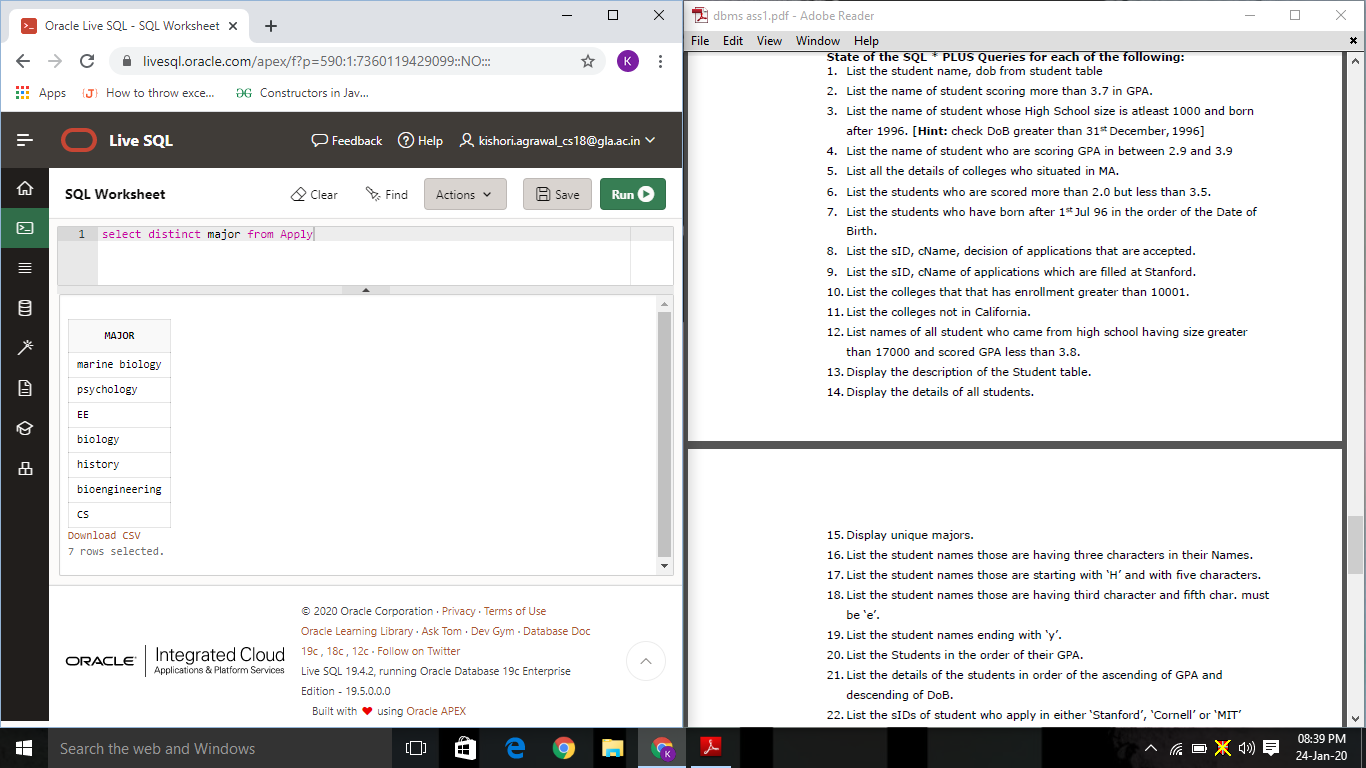 Oracle Live SQL - SQL Worksheet
livesql.oracle.com/apex/f?p=590:1:7360119429099::NO:::
K
Apps
(J)
How to throw exce...
Constructors in Jav...
Live SQL
Feedback
Help
kishori.agrawal_cs18@gla.ac.in
SQL Worksheet
Clear
Find
Actions
Save
Run
1 select distinct major from Apply
MAJOR
marine biology
psychology
EE
biology
history
bioengineering
CS
Download CSV
7 rows selected.
ORACLE
Integrated Cloud
Applications & Platform Services
© 2020 Oracle Corporation · Privacy · Terms of Use
Oracle Learning Library · Ask Tom · Dev Gym · Database Doc
19c , 18c , 12c · Follow on Twitter
Live SQL 19.4.2, running Oracle Database 19c Enterprise
Edition - 19.5.0.0.0
Built with ❤ using Oracle APEX
dbms ass1.pdf - Adobe Reader
File Edit View Window Help
State of the SQL * PLUS Queries for each of the following:
1. List the student name, dob from student table
2. List the name of student scoring more than 3.7 in GPA.
3. List the name of student whose High School size is atleast 1000 and born
after 1996. [Hint: check DoB greater than 31st December, 1996]
4. List the name of student who are scoring GPA in between 2.9 and 3.9
5. List all the details of colleges who situated in MA.
6. List the students who are scored more than 2.0 but less than 3.5.
7. List the students who have born after 1st Jul 96 in the order of the Date of
Birth.
8. List the sID, cName, decision of applications that are accepted.
9. List the sID, cName of applications which are filled at Stanford.
10. List the colleges that that has enrollment greater than 10001.
11. List the colleges not in California.
12. List names of all student who came from high school having size greater
than 17000 and scored GPA less than 3.8.
13. Display the description of the Student table.
14. Display the details of all students.
15. Display unique majors.
16. List the student names those are having three characters in their Names.
17. List the student names those are starting with ‘H’ and with five characters.
18. List the student names those are having third character and fifth char. must
be ‘e’.
19. List the student names ending with ‘y’.
20. List the Students in the order of their GPA.
21. List the details of the students in order of the ascending of GPA and
descending of DoB.
22. List the sIDs of student who apply in either ‘Stanford’, ‘Cornell’ or ‘MIT’
Search the web and Windows
K
08:39 PM
24-Jan-20